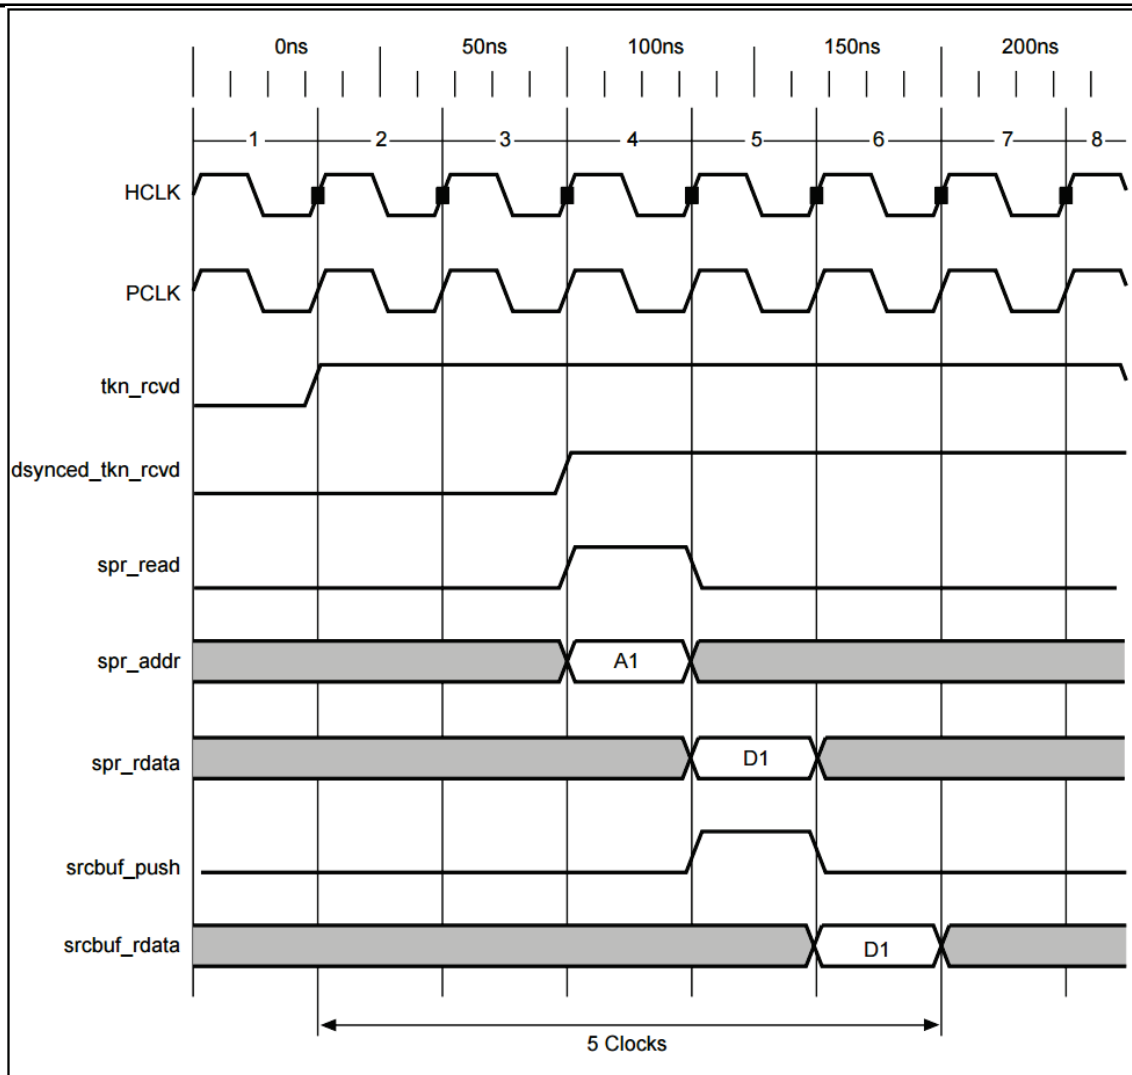 0ns 50ns 100ns 150ns 200ns
1 2 3 4 5 6 7 8
HCLK
PCLK
tkn_rcvd
dsynced_tkn_rcvd
spr_read
spr_addr A1
spr_rdata D1
srcbuf_push
srcbuf_rdata D1
5 Clocks